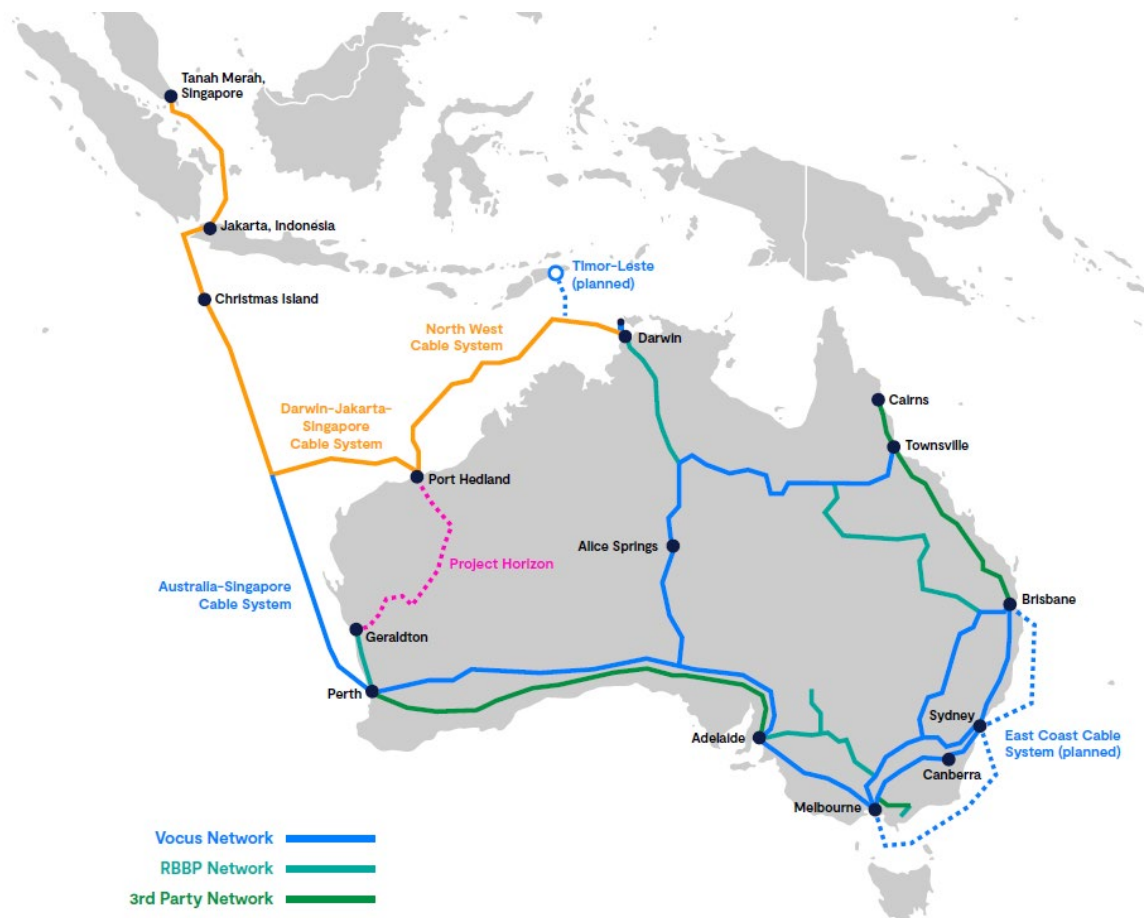 Tanah Merah,
Singapore
Jakarta, Indonesia
Christmas Island
Timor-Leste
(planned)
North West
Cable System
Darwin
Darwin-Jakarta-
Singapore
Cable System
Cairns
Townsville
Port Hedland
Alice Springs
Project Horizon
Australia-Singapore
Cable System
Brisbane
Geraldton
Perth
Sydney
Adelaide
East Coast Cable
System (planned)
Canberra
Melbourne
Vocus Network
RBBP Network
3rd Party Network